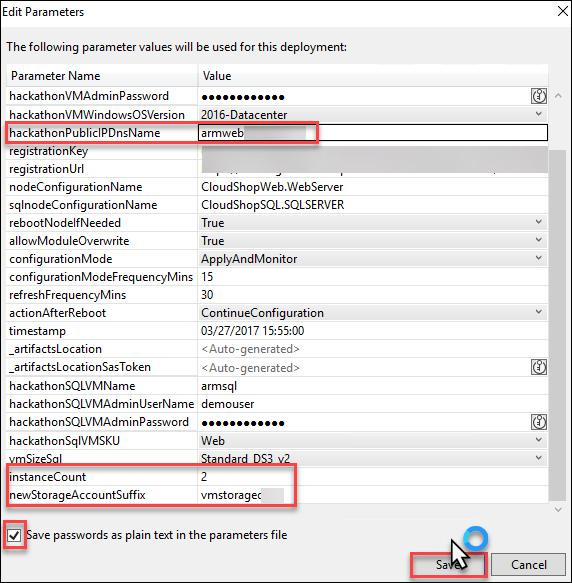 Edit Parameters
The following parameter values will be used for this deployment:
Parameter Name Value
hackathonVMAdminPassword ●●●●●●●●●●●●
hackathonVMWindowsOSVersion 2016-Datacenter
hackathonPublicIPDnsName armweb
registrationKey
registrationUrl
nodeConfigurationName CloudShopWeb.WebServer
sqlnodeConfigurationName CloudShopSQL.SQLSERVER
rebootNodeIfNeeded True
allowModuleOverwrite True
configurationMode ApplyAndMonitor
configurationModeFrequencyMins 15
refreshFrequencyMins 30
actionAfterReboot ContinueConfiguration
timestamp 03/27/2017 15:55:00
_artifactsLocation <Auto-generated>
_artifactsLocationSasToken <Auto-generated>
hackathonSQLVMName armsql
hackathonSQLVMAdminUserName demouser
hackathonSQLVMAdminPassword ●●●●●●●●●●●●
hackathonSqlVMSKU Web
vmSizeSql Standard_DS3_v2
instanceCount 2
newStorageAccountSuffix vmstorage
Save passwords as plain text in the parameters file
Save Cancel